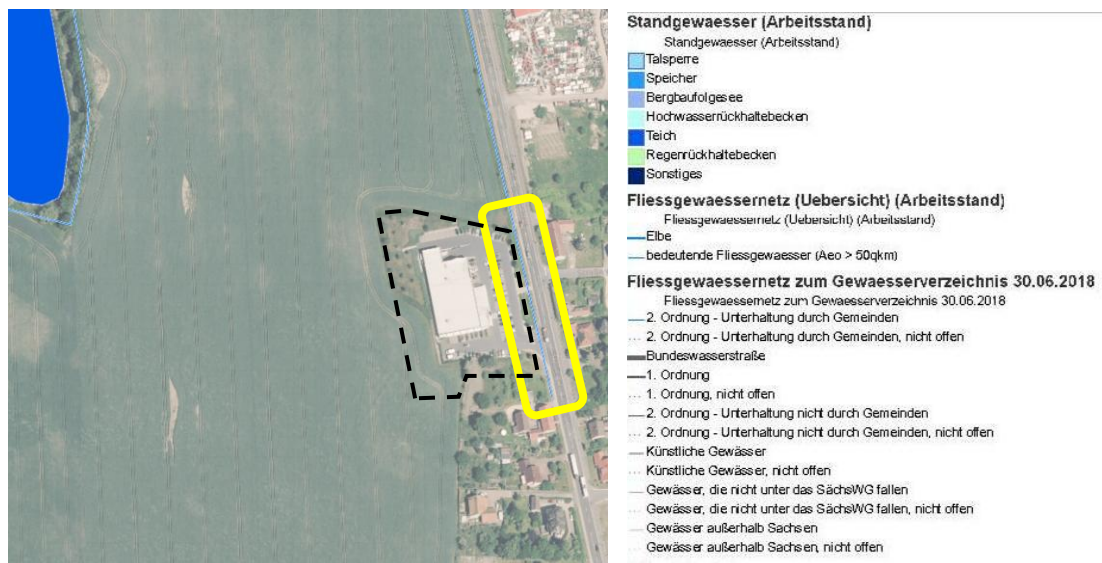 Standgewaesser (Arbeitsstand)
Standgewaesser (Arbeitsstand)
Talsperre
Speicher
Bergbaufolgesee
Hochwasserrückhaltebecken
Teich
Regenrückhaltebecken
Sonstiges
Fliessgewaessernetz (Uebersicht) (Arbeitsstand)
Fliessgewaessernetz (Uebersicht) (Arbeitsstand)
Elbe
bedeutende Fliessgewaesser (Aeo > 50qkm)
Fliessgewaessernetz zum Gewaesserverzeichnis 30.06.2018
Fliessgewaessernetz zum Gewaesserverzeichnis 30.06.2018
2. Ordnung - Unterhaltung durch Gemeinden
2. Ordnung - Unterhaltung durch Gemeinden, nicht offen
Bundeswasserstraße
1. Ordnung
1. Ordnung, nicht offen
2. Ordnung - Unterhaltung nicht durch Gemeinden
2. Ordnung - Unterhaltung nicht durch Gemeinden, nicht offen
Künstliche Gewässer
Künstliche Gewässer, nicht offen
Gewässer, die nicht unter das SächsWG fallen
Gewässer, die nicht unter das SächsWG fallen, nicht offen
Gewässer außerhalb Sachsen
Gewässer außerhalb Sachsen, nicht offen